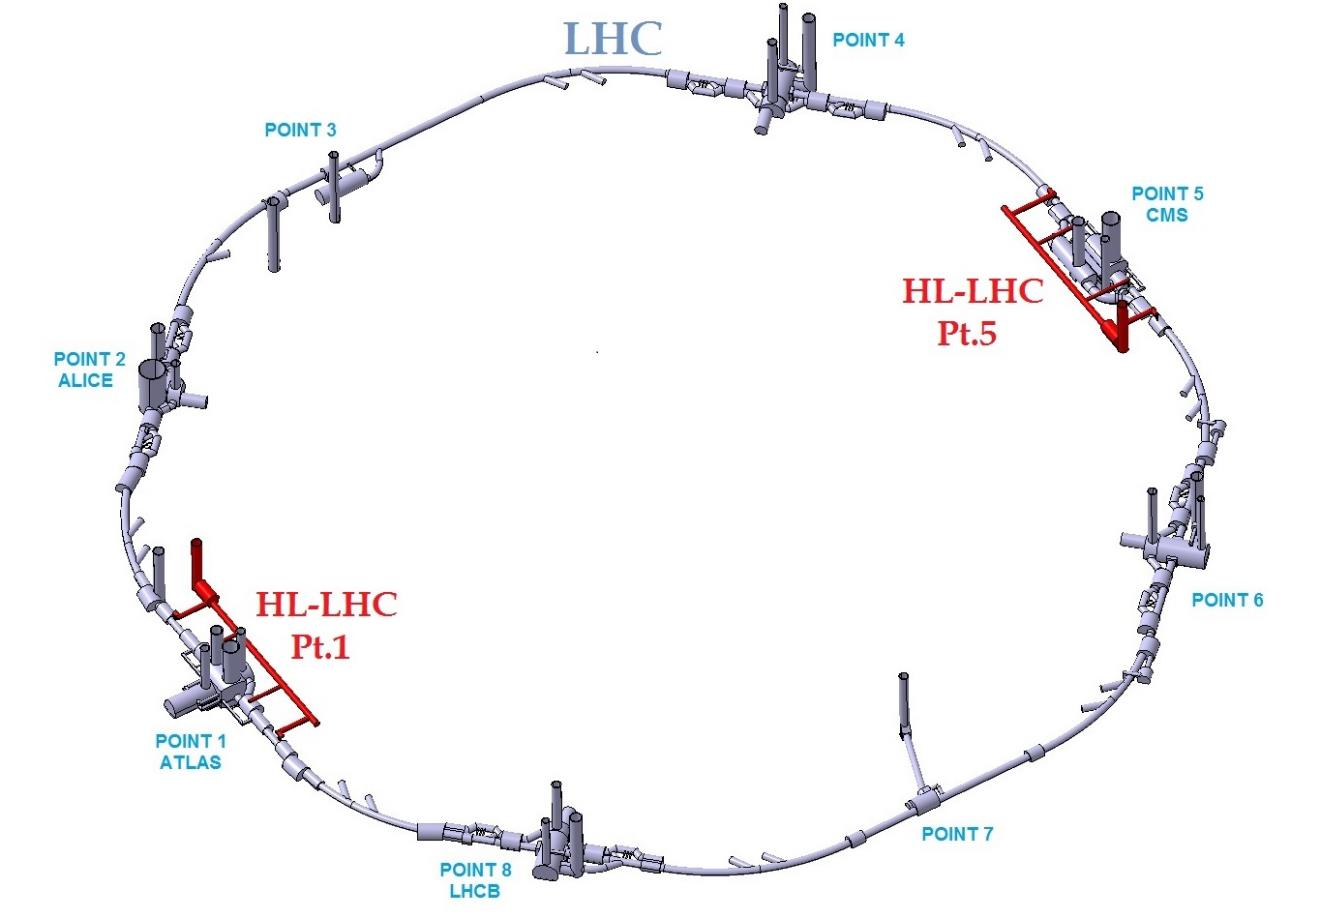 LHC
POINT 4
POINT 3
POINT 5
CMS
HL-LHC
Pt.5
POINT 2
ALICE
HL-LHC
Pt.1
POINT 6
POINT 1
ATLAS
POINT 7
POINT 8
LHCB